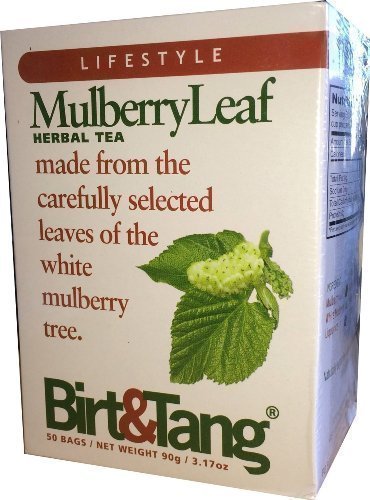 LIFESTYLE
MulberryLeaf
HERBAL TEA
made from the
carefully selected
leaves of the
white
mulberry
tree.
Birt&Tang®
50 BAGS / NET WEIGHT 90g / 3.17oz